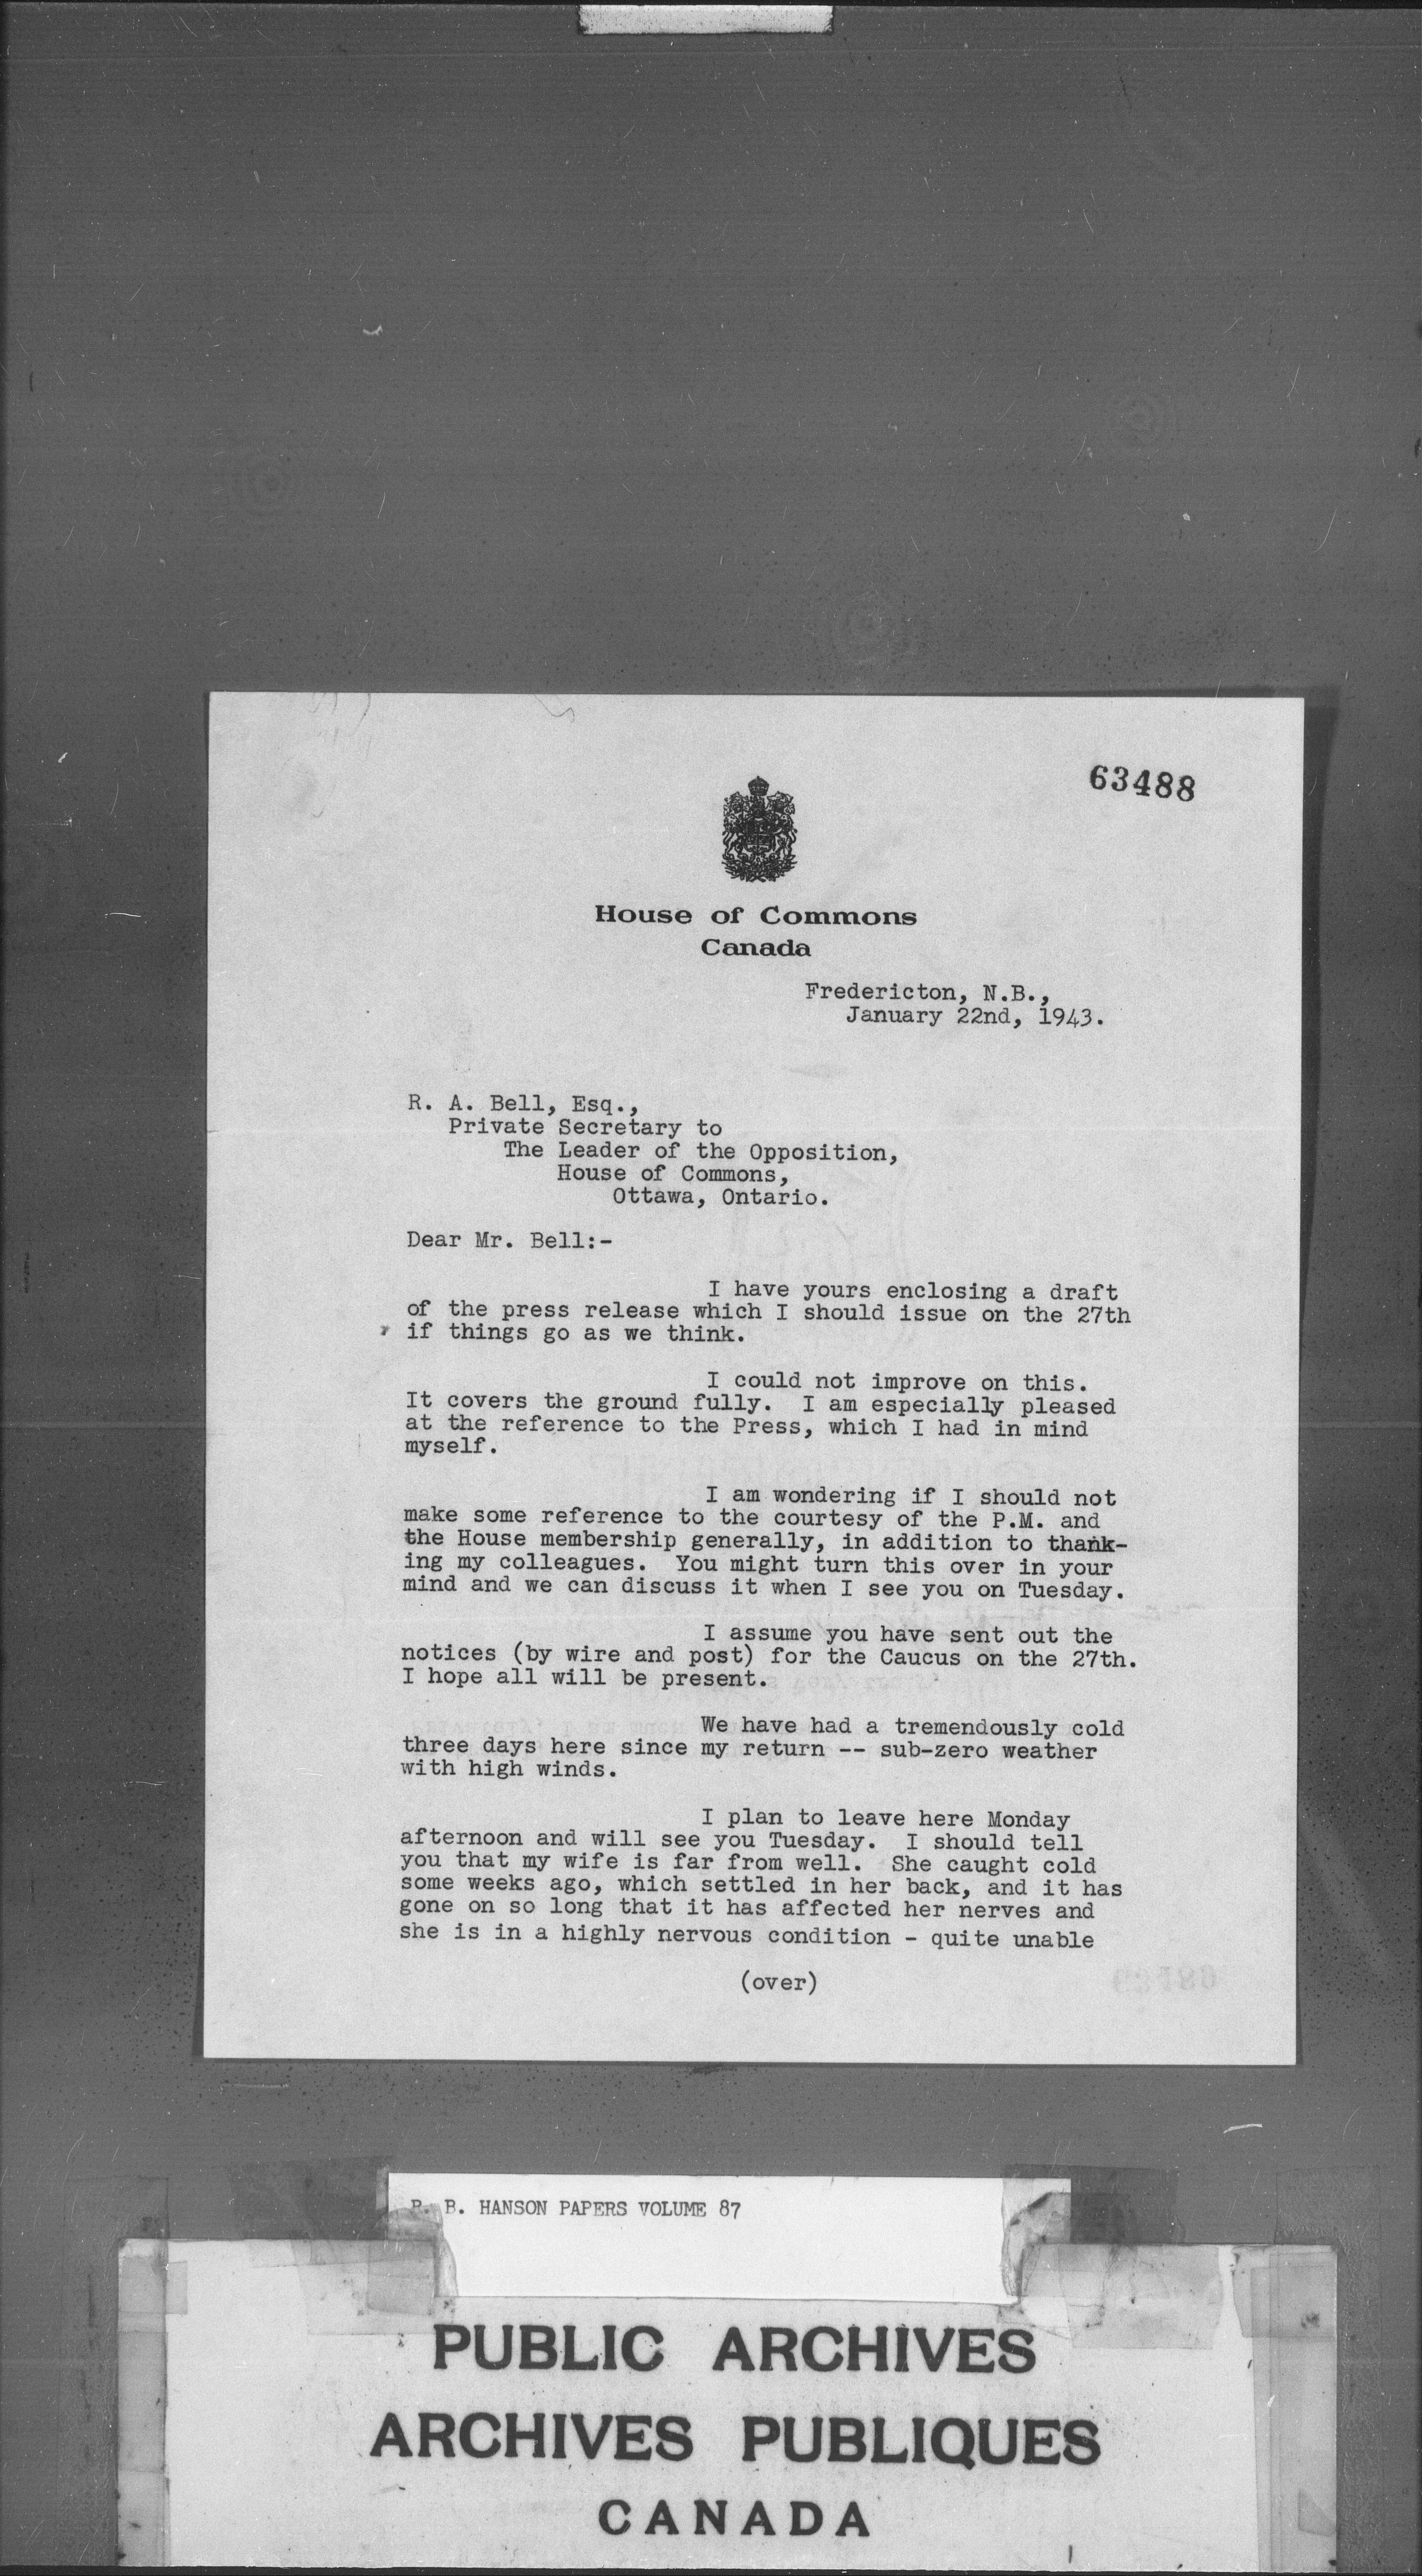 63488
House of Commons
Canada
Fredericton, N.B.,
January 22nd, 1943.
R. A. Bell, Esq.,
Private Secretary to
The Leader of the Opposition,
House of Commons,
Ottawa, Ontario.
Dear Mr. Bell:-
I have yours enclosing a draft
of the press release which I should issue on the 27th
if things go as we think.
I could not improve on this.
It covers the ground fully. I am especially pleased
at the reference to the Press, which I had in mind
myself.
I am wondering if I should not
make some reference to the courtesy of the P.M. and
the House membership generally, in addition to thank-
ing my colleagues. You might turn this over in your
mind and we can discuss it when I see you on Tuesday.
I assume you have sent out the
notices (by wire and post) for the Caucus on the 27th.
I hope all will be present.
We have had a tremendously cold
three days here since my return -- sub-zero weather
with high winds.
I plan to leave here Monday
afternoon and will see you Tuesday. I should tell
you that my wife is far from well. She caught cold
some weeks ago, which settled in her back, and it has
gone on so long that it has affected her nerves and
she is in a highly nervous condition - quite unable
(over)
R. B. HANSON PAPERS VOLUME 87
PUBLIC ARCHIVES
ARCHIVES PUBLIQUES
CANADA